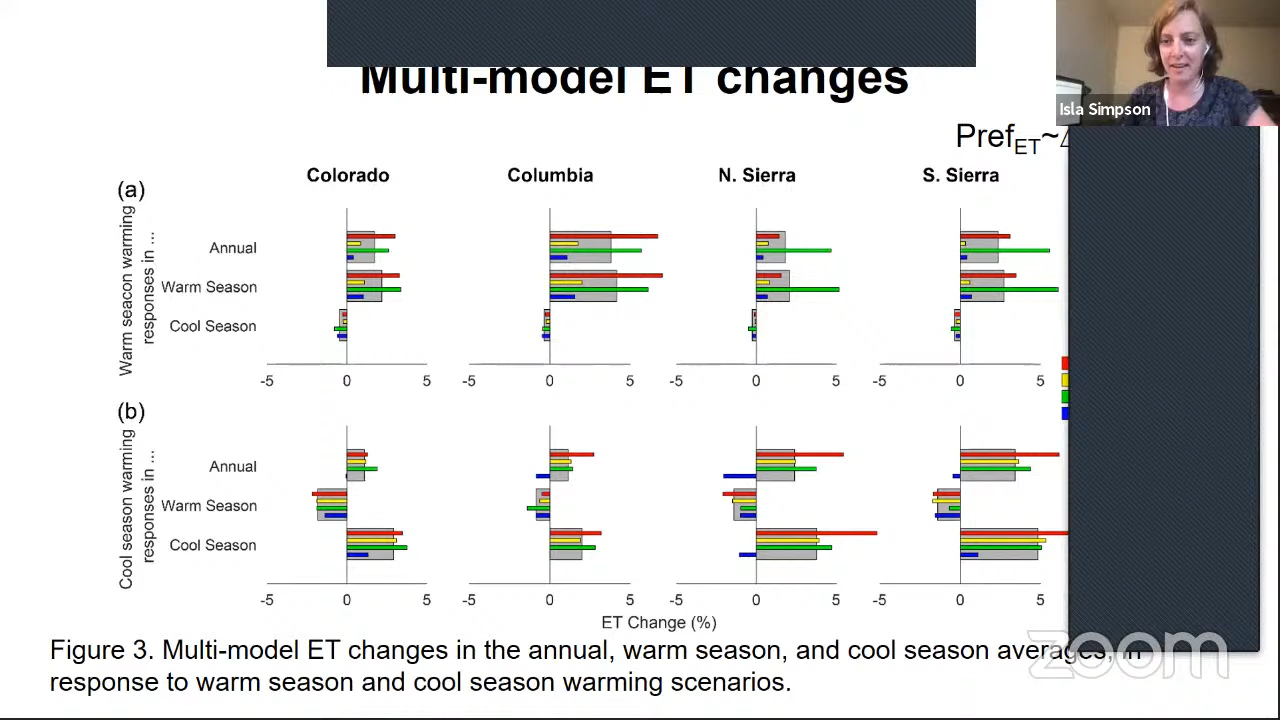 Multi-model ET changes
Isla Simpson
Pref_ET~
Colorado Columbia N. Sierra S. Sierra
(a)
Warm seacon warming
responses in ...
Annual
Warm Season
Cool Season
-5 0 5 -5 0 5 -5 0 5 -5 0 5
(b)
Cool season warming
responses in ...
Annual
Warm Season
Cool Season
-5 0 5 -5 0 5 -5 0 5 -5 0 5
ET Change (%)
Figure 3. Multi-model ET changes in the annual, warm season, and cool season averages, in
response to warm season and cool season warming scenarios.
zoom